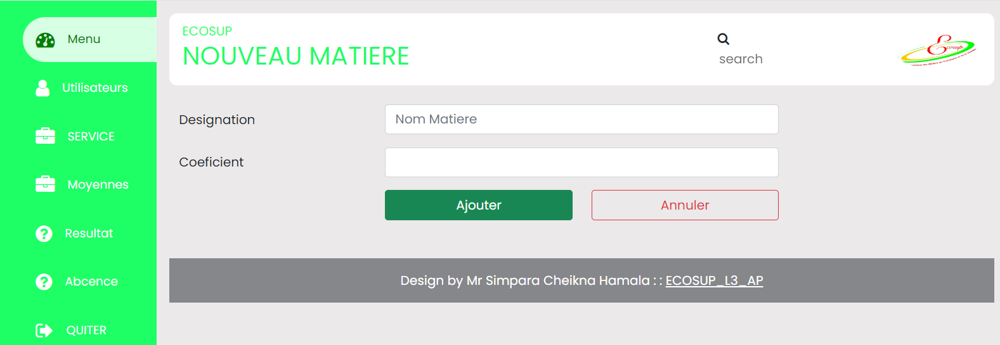 Menu
Utilisateurs
SERVICE
Moyennes
Resultat
Abcence
QUITER
ECOSUP
NOUVEAU MATIERE
search
Ecosup
Designation
Nom Matiere
Coeficient
Ajouter
Annuler
Design by Mr Simpara Cheikna Hamala : : ECOSUP_L3_AP